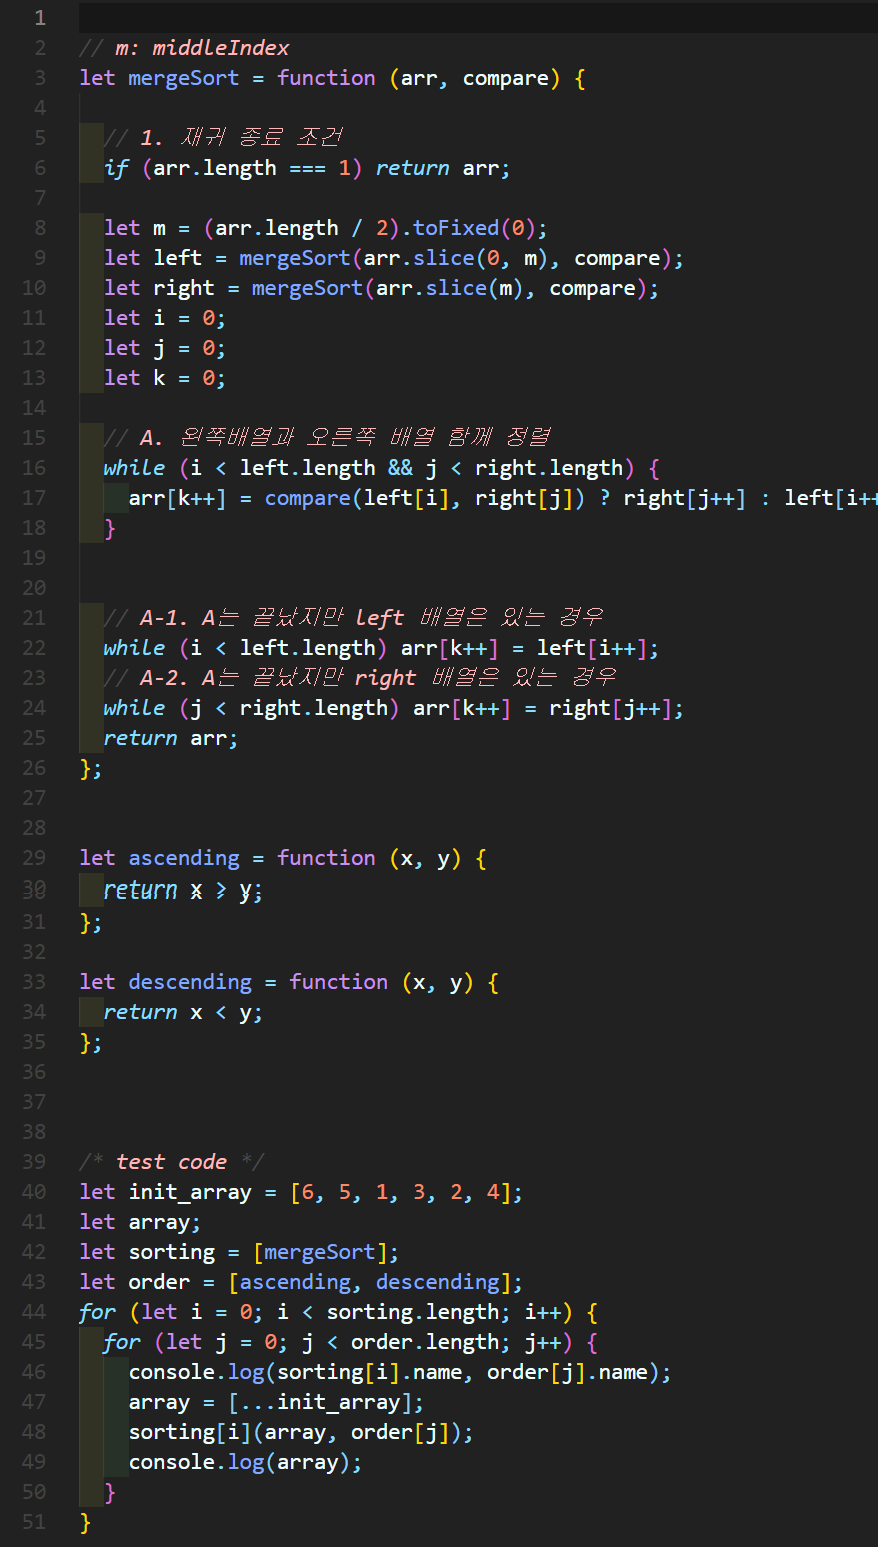 1
2 // m: middleIndex
3 let mergeSort = function (arr, compare) {
4
5 // 1. 재귀 종료 조건
6 if (arr.length === 1) return arr;
7
8 let m = (arr.length / 2).toFixed(0);
9 let left = mergeSort(arr.slice(0, m), compare);
10 let right = mergeSort(arr.slice(m), compare);
11 let i = 0;
12 let j = 0;
13 let k = 0;
14
15 // A. 왼쪽배열과 오른쪽 배열 함께 정렬
16 while (i < left.length && j < right.length) {
17 arr[k++] = compare(left[i], right[j]) ? right[j++] : left[i++
18 }
19
20
21 // A-1. A는 끝났지만 left 배열은 있는 경우
22 while (i < left.length) arr[k++] = left[i++];
23 // A-2. A는 끝났지만 right 배열은 있는 경우
24 while (j < right.length) arr[k++] = right[j++];
25 return arr;
26 };
27
28
29 let ascending = function (x, y) {
30 return x > y;
31 };
32
33 let descending = function (x, y) {
34 return x < y;
35 };
36
37
38
39 /* test code */
40 let init_array = [6, 5, 1, 3, 2, 4];
41 let array;
42 let sorting = [mergeSort];
43 let order = [ascending, descending];
44 for (let i = 0; i < sorting.length; i++) {
45 for (let j = 0; j < order.length; j++) {
46 console.log(sorting[i].name, order[j].name);
47 array = [...init_array];
48 sorting[i](array, order[j]);
49 console.log(array);
50 }
51 }